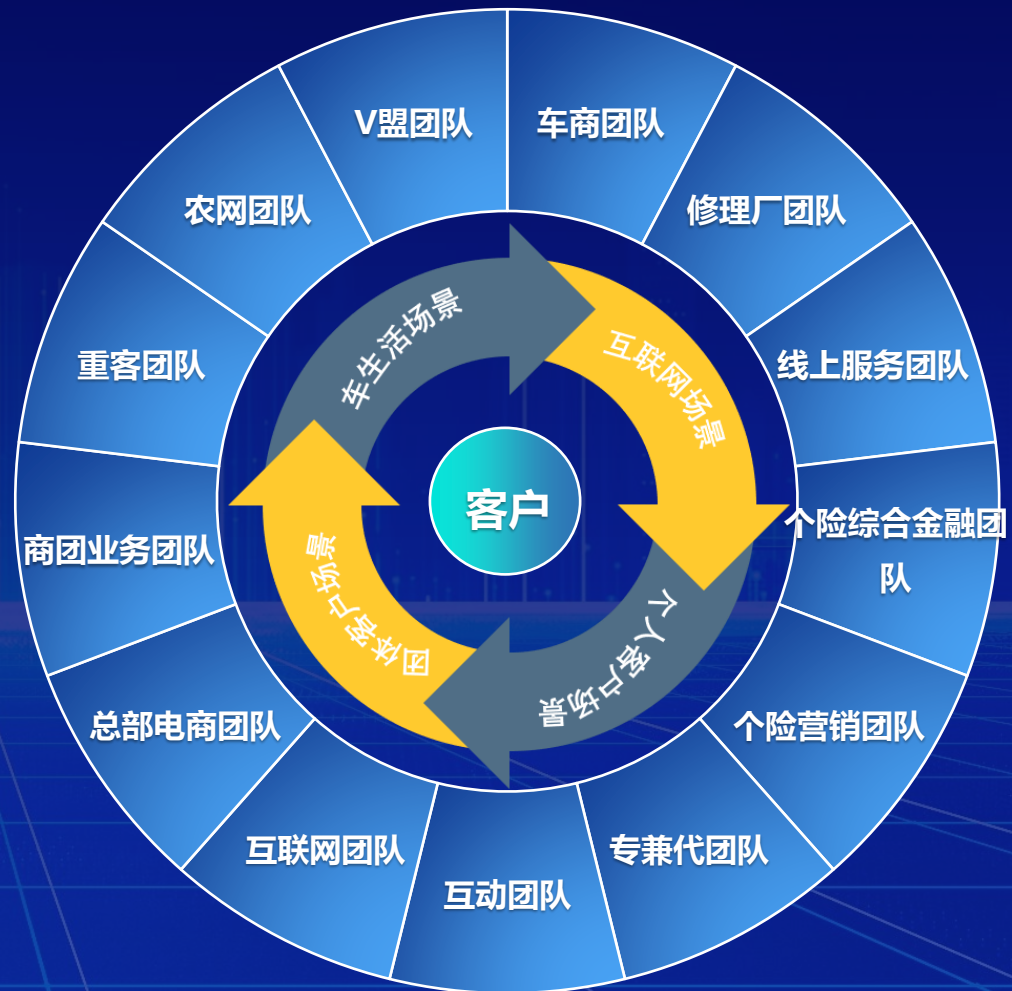 V盟团队
车商团队
农网团队
修理厂团队
重客团队
线上服务团队
商团业务团队
个险综合金融团
队
总部电商团队
个险营销团队
互联网团队
专兼代团队
互动团队
车生活场景
互联网场景
个人客户场景
团体客户场景
客户